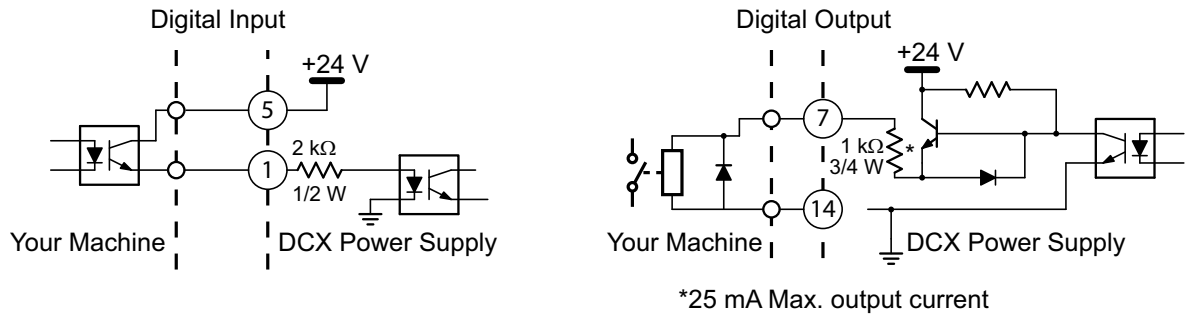 Digital Input
+24 V
5
1
2 kΩ
1/2 W
Your Machine
DCX Power Supply
Digital Output
+24 V
7
1 kΩ *
3/4 W
14
Your Machine
DCX Power Supply
*25 mA Max. output current